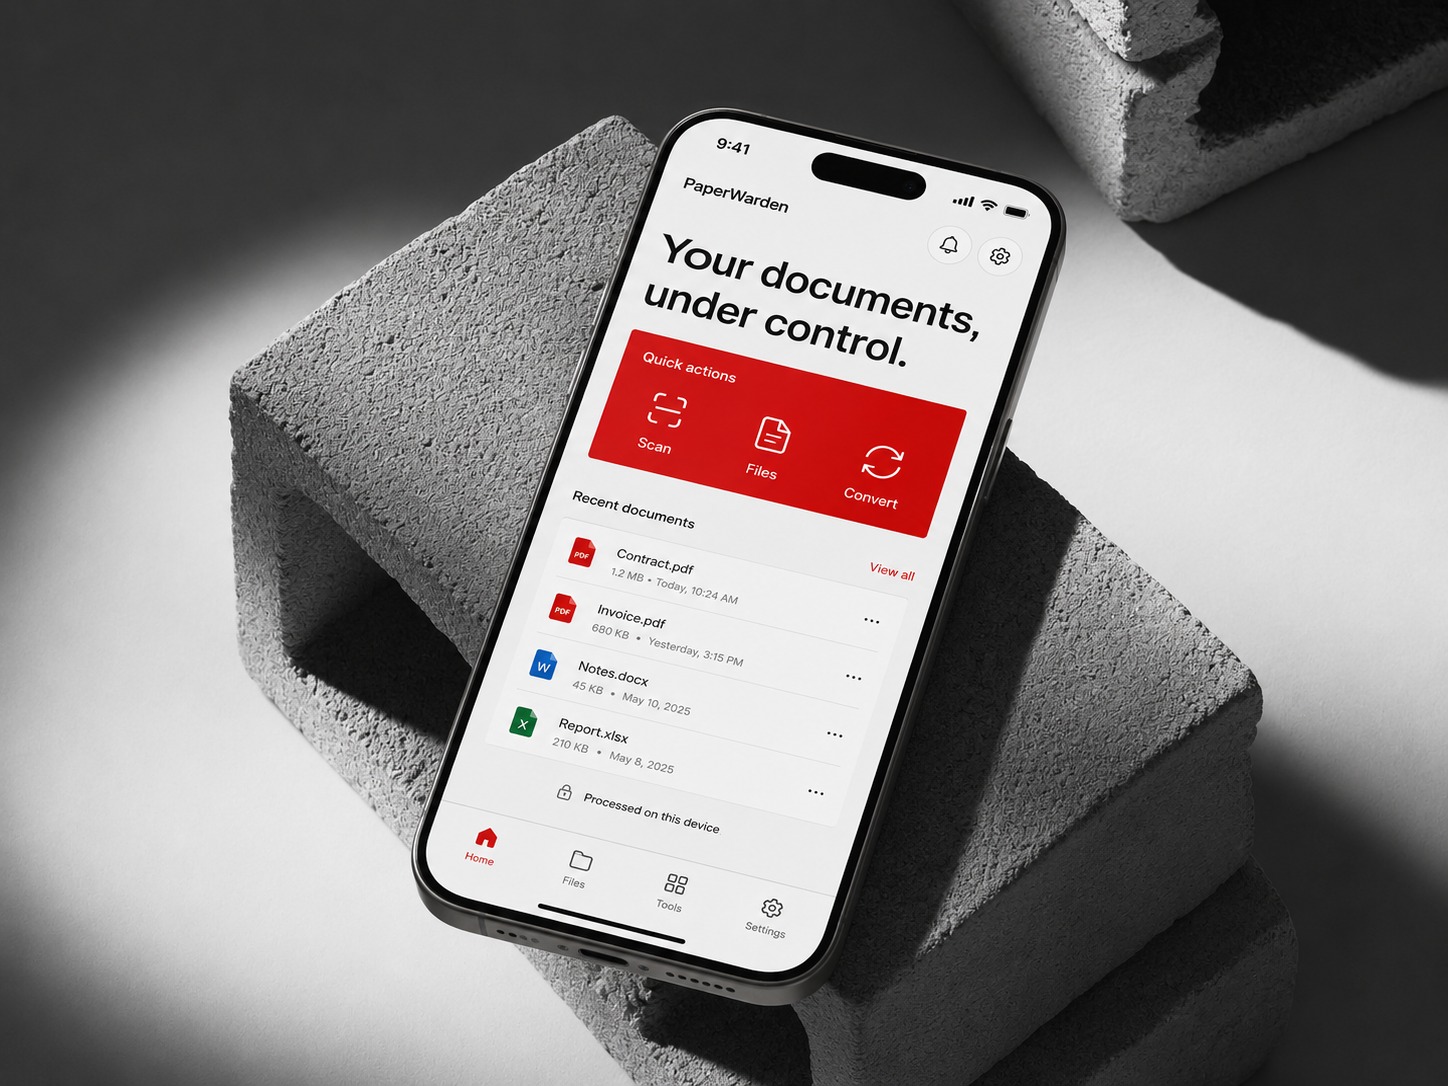 9:41
PaperWarden
Your documents,
under control.
Quick actions
Scan
Files
Convert
Recent documents
View all
PDF
Contract.pdf
1.2 MB • Today, 10:24 AM
PDF
Invoice.pdf
680 KB • Yesterday, 3:15 PM
W
Notes.docx
45 KB • May 10, 2025
X
Report.xlsx
210 KB • May 8, 2025
Processed on this device
Home
Files
Tools
Settings